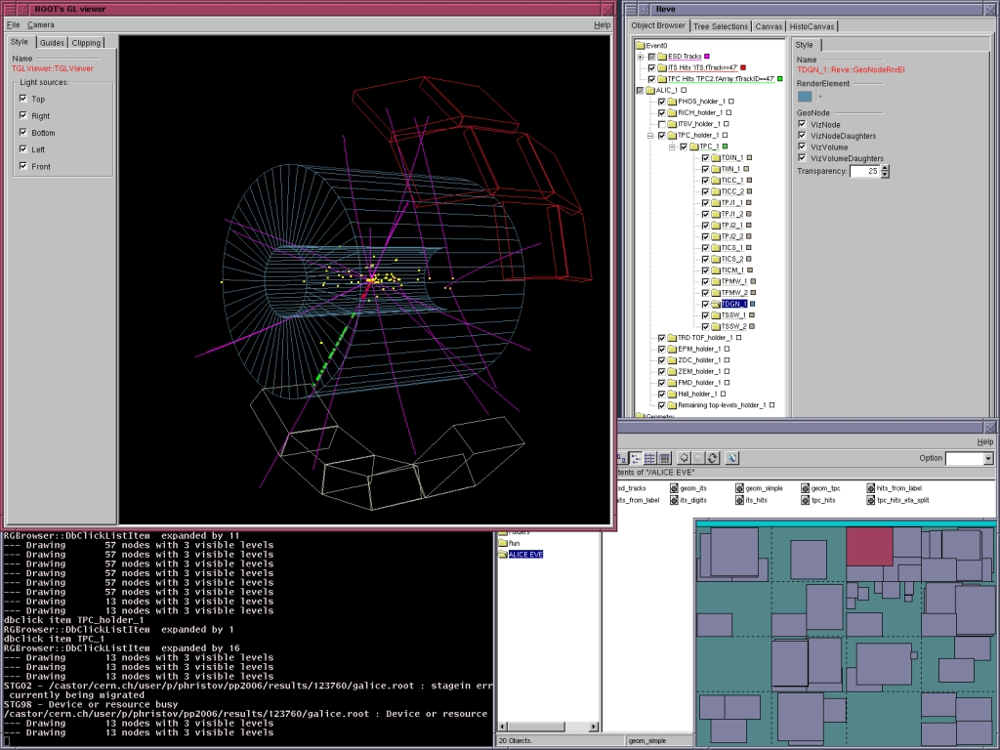 ROOT's GL viewer
File Camera Help
Style Guides Clipping
Name
TGLViewer::TGLViewer
Light sources:
Top
Right
Bottom
Left
Front
Reve
Object Browser Tree Selections Canvas HistoCanvas
Event0
ESD Tracks
ITS Hits 'ITS.fTrack==47'
TPC Hits 'TPC2.fArray.fTrackID==47'
ALIC_1
PHOS_holder_1
RICH_holder_1
ITSV_holder_1
TPC_holder_1
TPC_1
TOIN_1
TIIN_1
TICC_1
TICC_2
TPJ1_1
TPJ1_2
TPJ2_1
TPJ2_2
TICS_1
TICS_2
TICM_1
TPMW_1
TPMW_2
TDGN_1
TSSW_1
TSSW_2
TRD TOF_holder_1
EPM_holder_1
ZDC_holder_1
ZEM_holder_1
FMD_holder_1
Hall_holder_1
Remaining top-levels_holder_1
Geometry
Style
Name
TDGN_1::Reve::GeoNodeRnrEl
RenderElement
GeoNode
VizNode
VizNodeDaughters
VizVolume
VizVolumeDaughters
Transparency: 25
Help
Option
tents of "/ALICE EVE"
sd_tracks geom_its geom_simple geom_tpc hits_from_label
its_from_label its_digits its_hits tpc_hits tpc_hits_eta_split
Folders
Run
ALICE EVE
20 Objects. geom_simple
RGBrowser::DbClickListItem expanded by 11
--- Drawing 57 nodes with 3 visible levels
--- Drawing 57 nodes with 3 visible levels
--- Drawing 57 nodes with 3 visible levels
--- Drawing 57 nodes with 3 visible levels
--- Drawing 57 nodes with 3 visible levels
--- Drawing 57 nodes with 3 visible levels
--- Drawing 13 nodes with 3 visible levels
--- Drawing 13 nodes with 3 visible levels
dbclick item TPC_holder_1
RGBrowser::DbClickListItem expanded by 1
dbclick item TPC_1
RGBrowser::DbClickListItem expanded by 16
--- Drawing 13 nodes with 3 visible levels
--- Drawing 13 nodes with 3 visible levels
--- Drawing 13 nodes with 3 visible levels
STG02 - /castor/cern.ch/user/p/phristov/pp2006/results/123760/galice.root : stagein err
currently being migrated
STG98 - Device or resource busy
/castor/cern.ch/user/p/phristov/pp2006/results/123760/galice.root : Device or resource
--- Drawing 13 nodes with 3 visible levels
--- Drawing 13 nodes with 3 visible levels